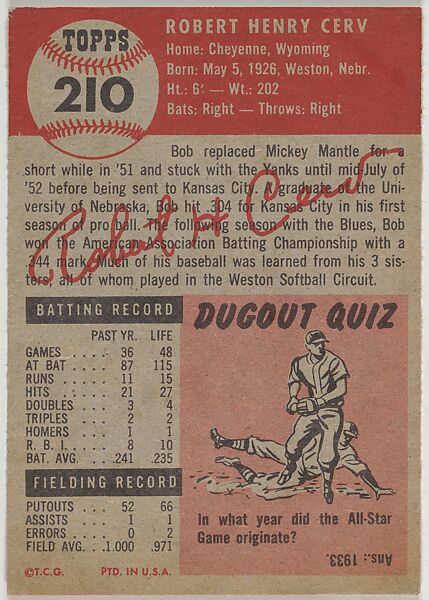 TOPPS
210
ROBERT HENRY CERV
Home: Cheyenne, Wyoming
Born: May 5, 1926, Weston, Nebr.
Ht.: 6' — Wt.: 202
Bats: Right — Throws: Right
Bob replaced Mickey Mantle for a
short while in '51 and stuck with the Yanks until mid July of
'52 before being sent to Kansas City. A graduate of the Uni-
versity of Nebraska, Bob hit .304 for Kansas City in his first
season of pro ball. The following season with the Blues, Bob
won the American Association Batting Championship with a
.344 mark. Much of his baseball was learned from his 3 sis-
ters, all of whom played in the Weston Softball Circuit.
Robert H Cerv
BATTING RECORD
PAST YR. LIFE
GAMES . . . . 36 48
AT BAT . . . . 87 115
RUNS . . . . 11 15
HITS . . . . 21 27
DOUBLES . . . 3 4
TRIPLES . . . 2 2
HOMERS . . . 1 1
R. B. I. . . . . 8 10
BAT. AVG. . . .241 .235
FIELDING RECORD
PUTOUTS . . . 52 66
ASSISTS . . . 1 1
ERRORS . . . 0 2
FIELD AVG. . . 1.000 .971
©T.C.G. PTD. IN U.S.A.
DUGOUT QUIZ
In what year did the All-Star
Game originate?
Ans.: 1933.